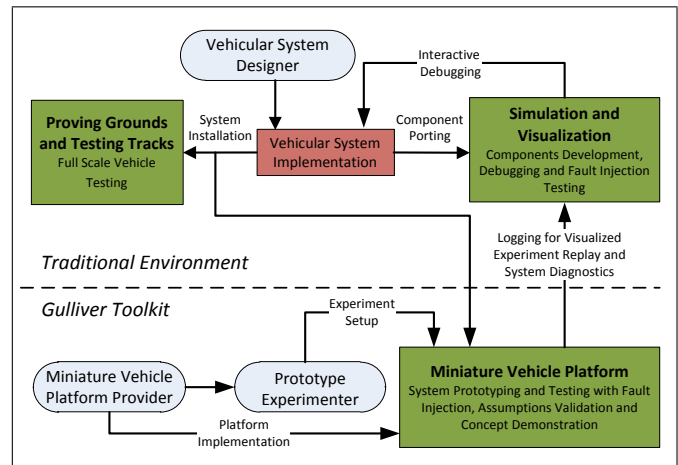 Vehicular System
Designer
Interactive
Debugging
Proving Grounds
and Testing Tracks
Full Scale Vehicle
Testing
System
Installation
Vehicular System
Implementation
Component
Porting
Simulation and
Visualization
Components Development,
Debugging and Fault Injection
Testing
Logging for Visualized
Experiment Replay and
System Diagnostics
Traditional Environment
Gulliver Toolkit
Experiment
Setup
Miniature Vehicle
Platform Provider
Prototype
Experimenter
Miniature Vehicle Platform
System Prototyping and Testing with Fault
Injection, Assumptions Validation and
Concept Demonstration
Platform
Implementation